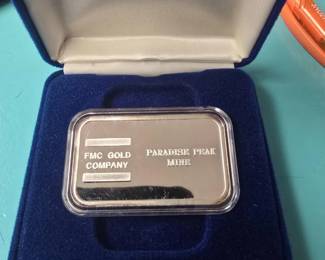 FMC GOLD
COMPANY
PARADISE PEAK
MINE